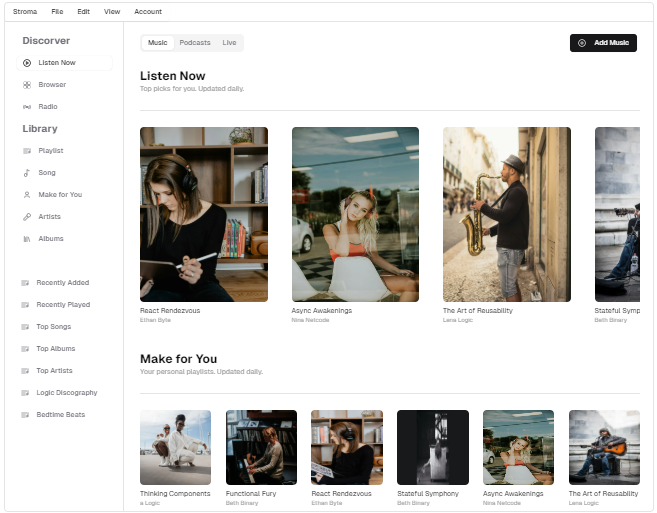 Stroma File Edit View Account
Discorver
Listen Now
Browser
Radio
Library
Playlist
Song
Make for You
Artists
Albums
Recently Added
Recently Played
Top Songs
Top Albums
Top Artists
Logic Discography
Bedtime Beats
Music Podcasts Live
Add Music
Listen Now
Top picks for you. Updated daily.
React Rendezvous
Ethan Byte
Async Awakenings
Nina Netcode
The Art of Reusability
Lena Logic
Stateful Symp
Beth Binary
Make for You
Your personal playlists. Updated daily.
Thinking Components
a Logic
Functional Fury
Beth Binary
React Rendezvous
Ethan Byte
Stateful Symphony
Beth Binary
Async Awakenings
Nina Netcode
The Art of Reusability
Lena Logic